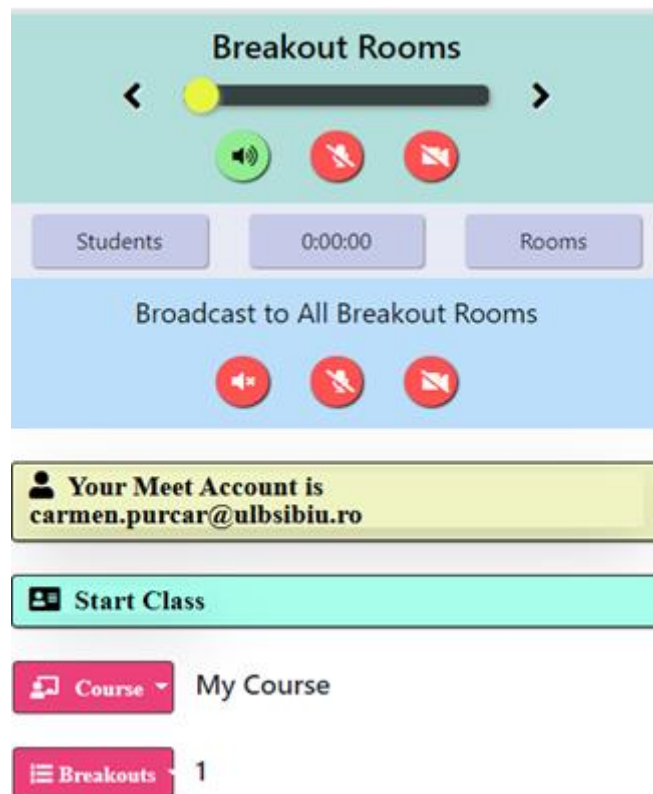 Breakout Rooms
Students 0:00:00 Rooms
Broadcast to All Breakout Rooms
Your Meet Account is
carmen.purcar@ulbsibiu.ro
Start Class
Course My Course
Breakouts 1